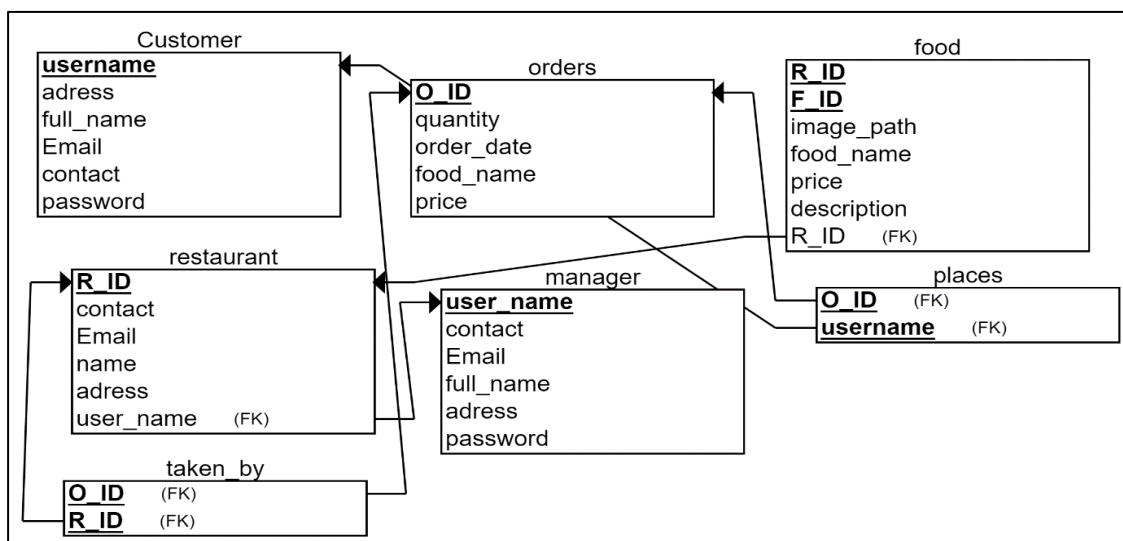 Customer
username
adress
full_name
Email
contact
password
orders
O_ID
quantity
order_date
food_name
price
food
R_ID
F_ID
image_path
food_name
price
description
R_ID (FK)
restaurant
R_ID
contact
Email
name
adress
user_name (FK)
manager
user_name
contact
Email
full_name
adress
password
places
O_ID (FK)
username (FK)
taken_by
O_ID (FK)
R_ID (FK)